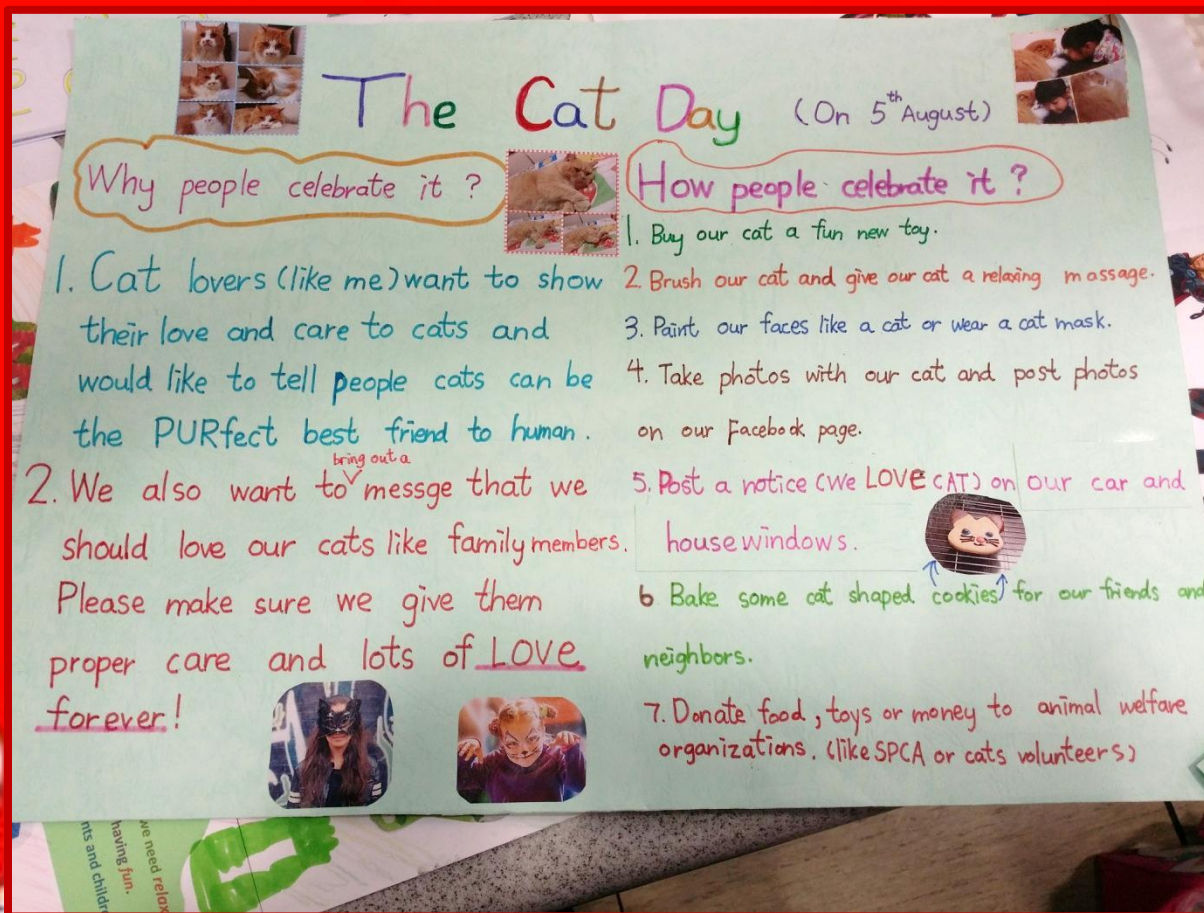 The Cat Day (On 5th August)
Why people celebrate it ?
1. Cat lovers (like me) want to show
their love and care to cats and
would like to tell people cats can be
the PURfect best friend to human.
2. We also want to bring out a messge that we
should love our cats like family members.
Please make sure we give them
proper care and lots of LOVE
forever!
How people celebrate it ?
1. Buy our cat a fun new toy.
2. Brush our cat and give our cat a relaxing massage.
3. Paint our faces like a cat or wear a cat mask.
4. Take photos with our cat and post photos
on our Facebook page.
5. Post a notice (We LOVE CAT) on our car and
house windows.
6 Bake some cat shaped cookies for our friends and
neighbors.
7. Donate food, toys or money to animal welfare
organizations. (like SPCA or cats volunteers)
we need relax
having fun.
nts and childr